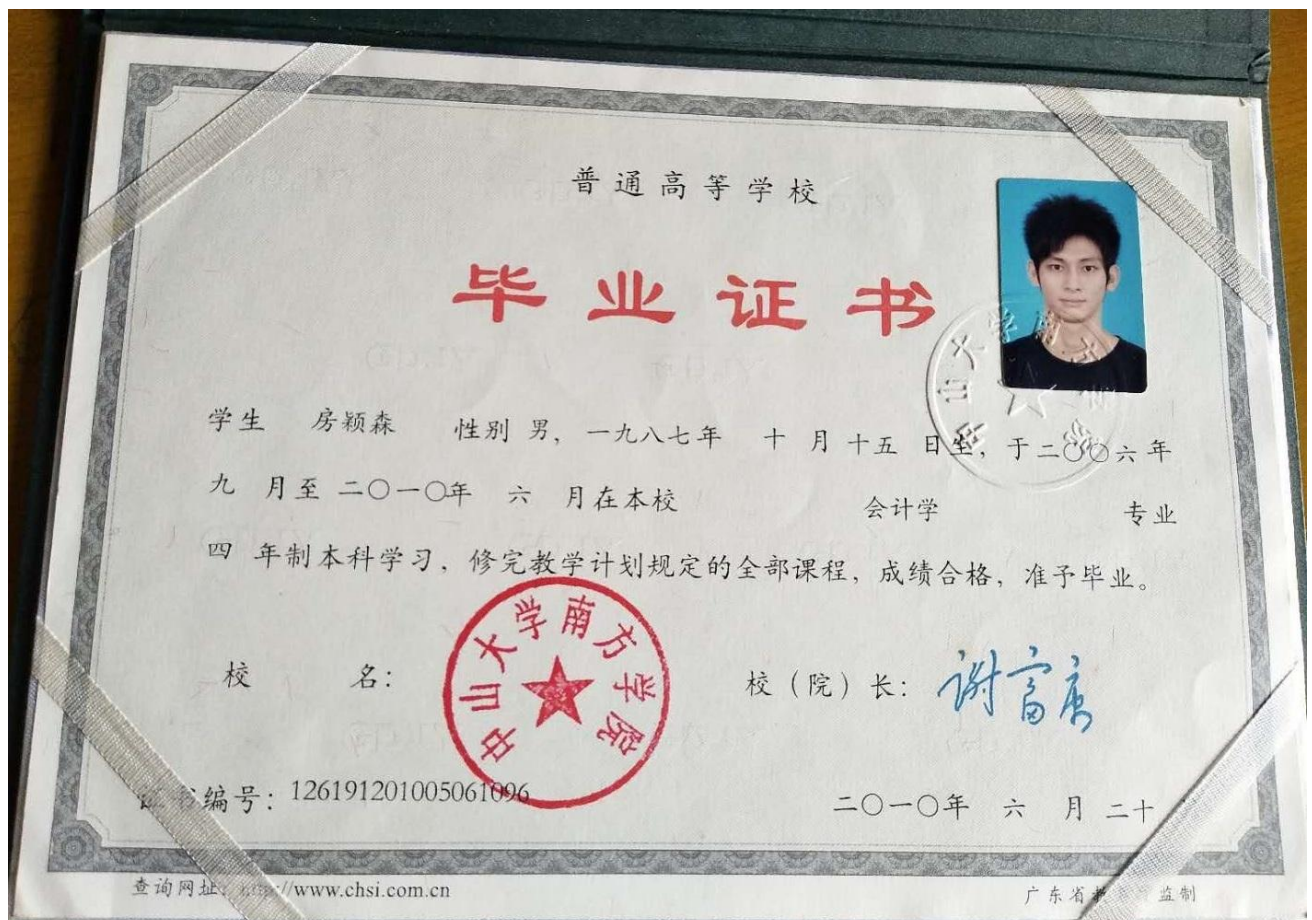 普通高等学校
毕业证书
学生 房颖森 性别 男，一九八七年 十 月 十五 日生，于二〇〇六年
九 月至 二〇一〇年 六 月在本校 会计学 专业
四 年制本科学习，修完教学计划规定的全部课程，成绩合格，准予毕业。
中山大学南方学院
校 名： 校（院）长： 谢富康
证书编号：126191201005061096 二〇一〇年 六 月 二十
查询网址：http://www.chsi.com.cn 广东省教 监制